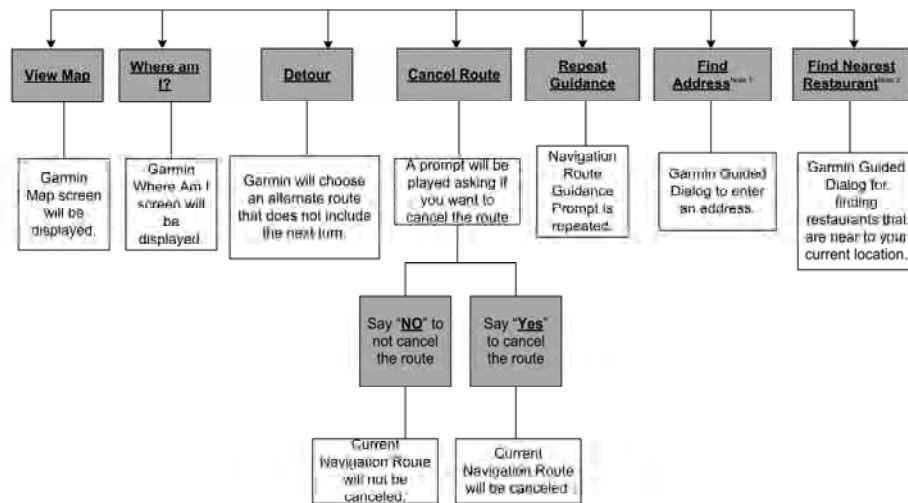 View Map
Where am
I?
Detour
Cancel Route
Repeat
Guidance
Find
Address Note 1
Find Nearest
Restaurant Note 2
Garmin
Map screen
will be
displayed.
Garmin
Where Am I
screen will
be
displayed.
Garmin will choose
an alternate route
that does not include
the next turn.
A prompt will be
played asking if
you want to
cancel the route
Navigation
Route
Guidance
Prompt is
repeated.
Garmin Guided
Dialog to enter
an address.
Garmin Guided
Dialog for
finding
restaurants that
are near to your
current location.
Say “NO” to
not cancel
the route
Say “Yes”
to cancel
the route
Current
Navigation Route
will not be
canceled.
Current
Navigation Route
will be canceled